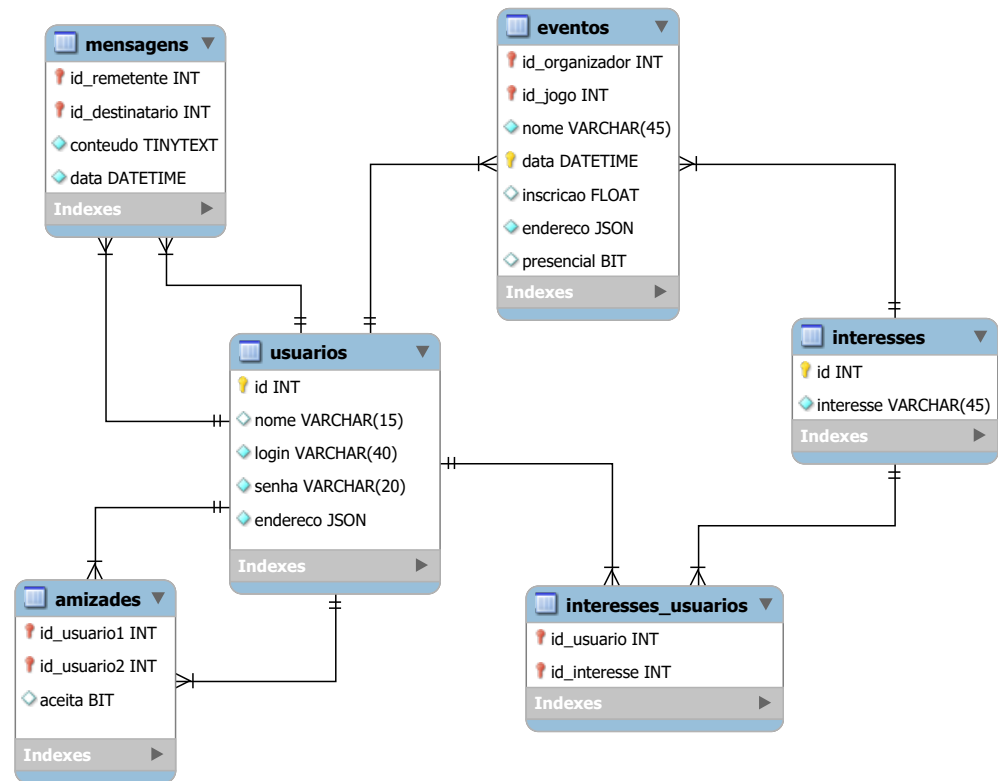 mensagens
id_remetente INT
id_destinatario INT
conteudo TINYTEXT
data DATETIME
Indexes
eventos
id_organizador INT
id_jogo INT
nome VARCHAR(45)
data DATETIME
inscricao FLOAT
endereco JSON
presencial BIT
Indexes
usuarios
id INT
nome VARCHAR(15)
login VARCHAR(40)
senha VARCHAR(20)
endereco JSON
Indexes
interesses
id INT
interesse VARCHAR(45)
Indexes
amizades
id_usuario1 INT
id_usuario2 INT
aceita BIT
Indexes
interesses_usuarios
id_usuario INT
id_interesse INT
Indexes